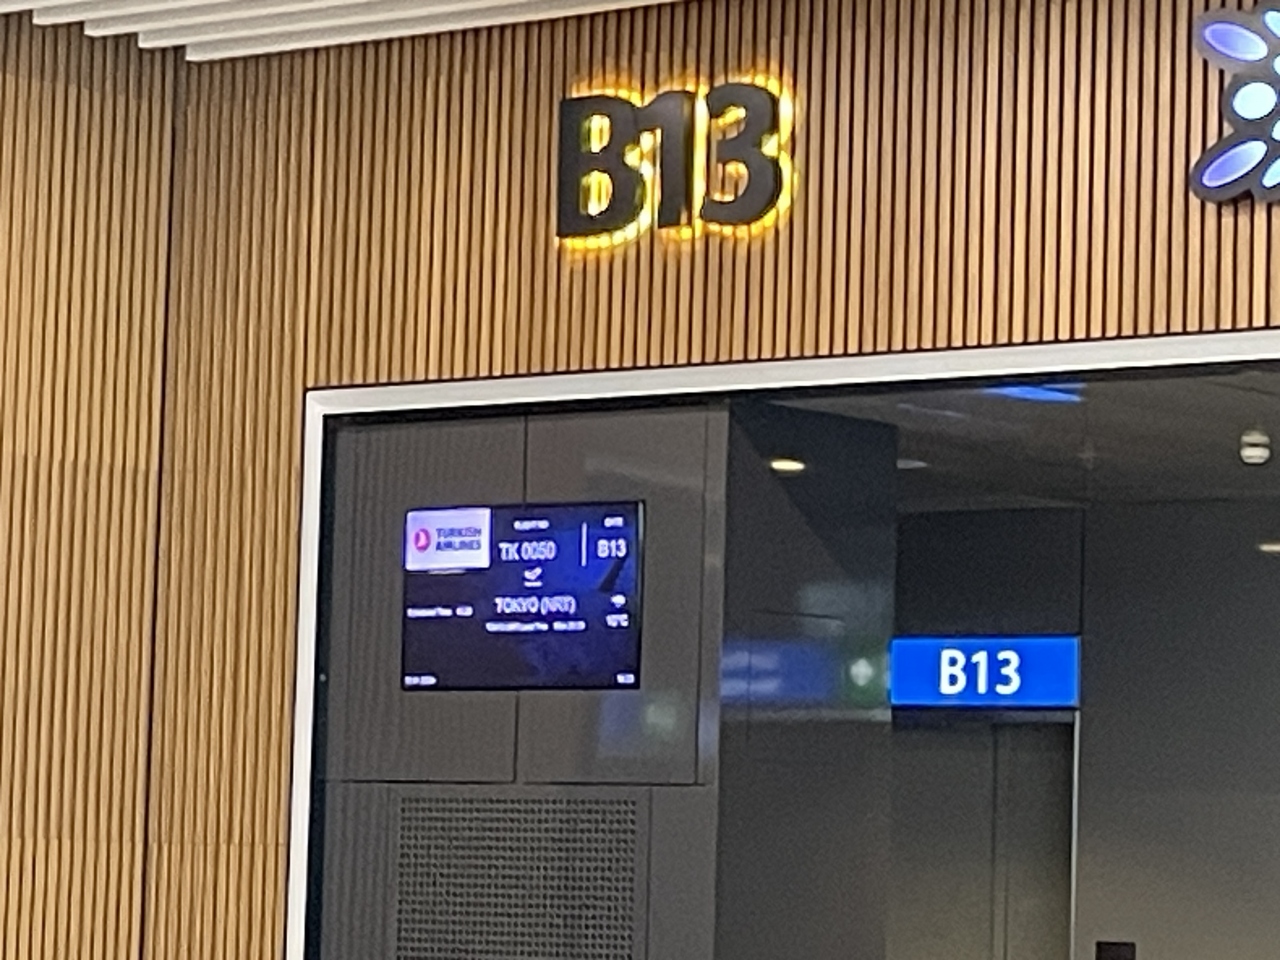 B13
TURKISH
AIRLINES
TK 0050
B13
TOKYO (NRT)
B13